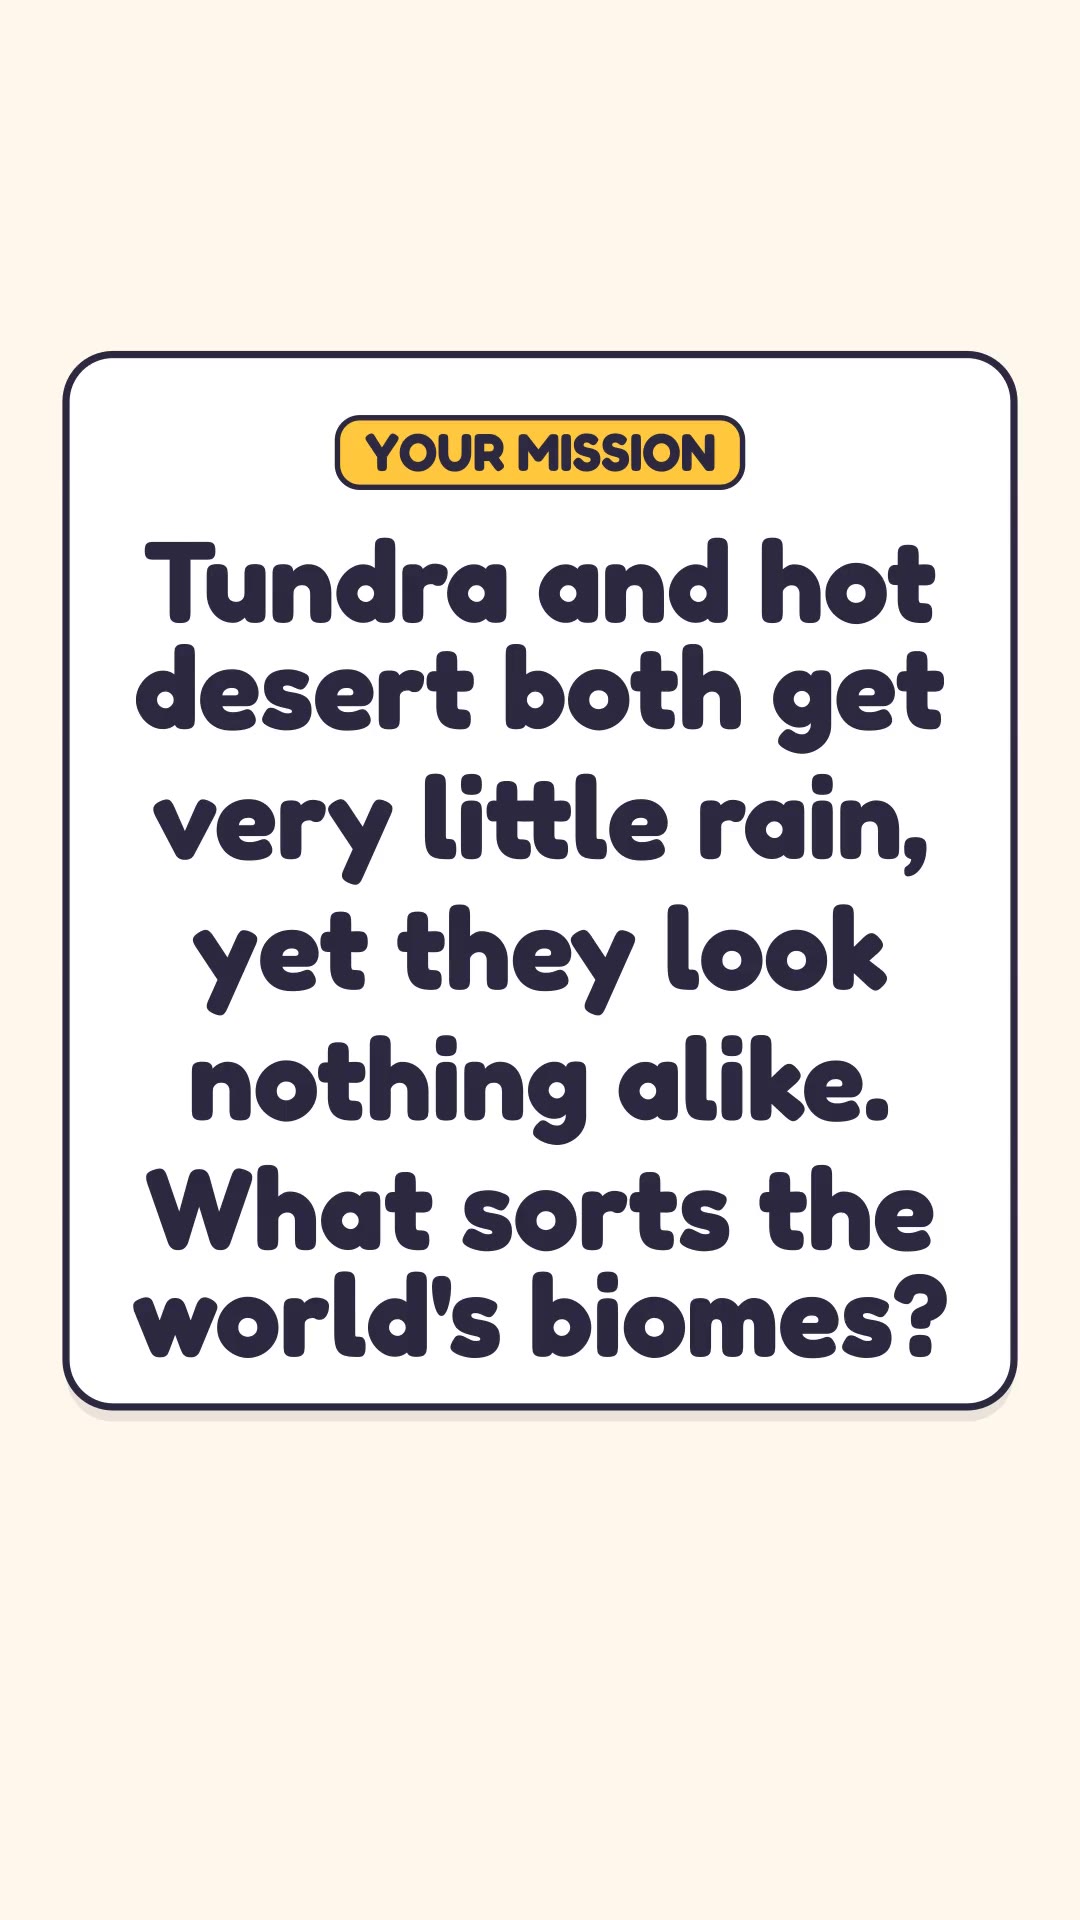 YOUR MISSION
Tundra and hot
desert both get
very little rain,
yet they look
nothing alike.
What sorts the
world's biomes?